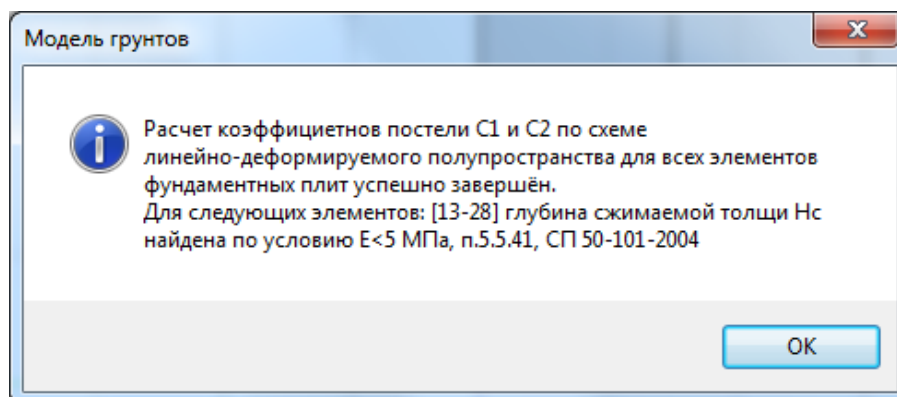 Модель грунтов
Расчет коэффициетнов постели С1 и С2 по схеме
линейно-деформируемого полупространства для всех элементов
фундаментных плит успешно завершён.
Для следующих элементов: [13-28] глубина сжимаемой толщи Нс
найдена по условию Е<5 МПа, п.5.5.41, СП 50-101-2004
ОК